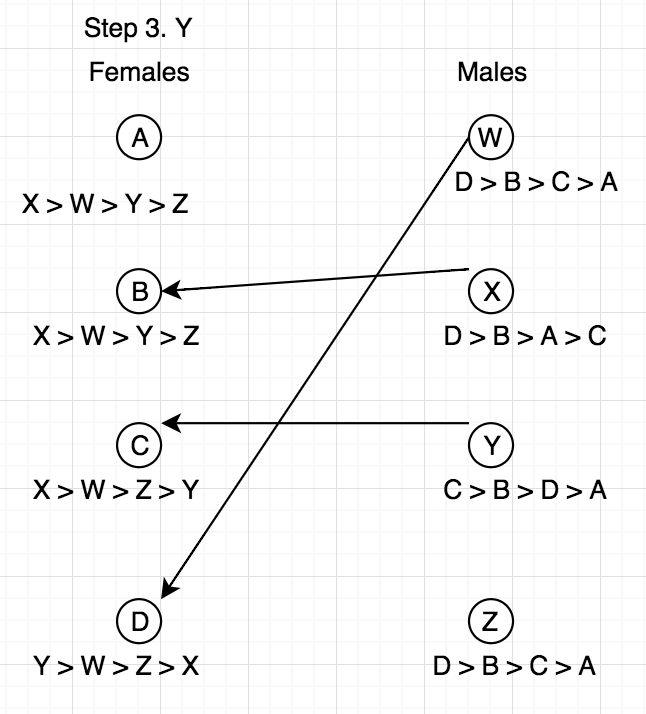 Step 3. Y
Females Males
A W
X > W > Y > Z D > B > C > A
B X
X > W > Y > Z D > B > A > C
C Y
X > W > Z > Y C > B > D > A
D Z
Y > W > Z > X D > B > C > A